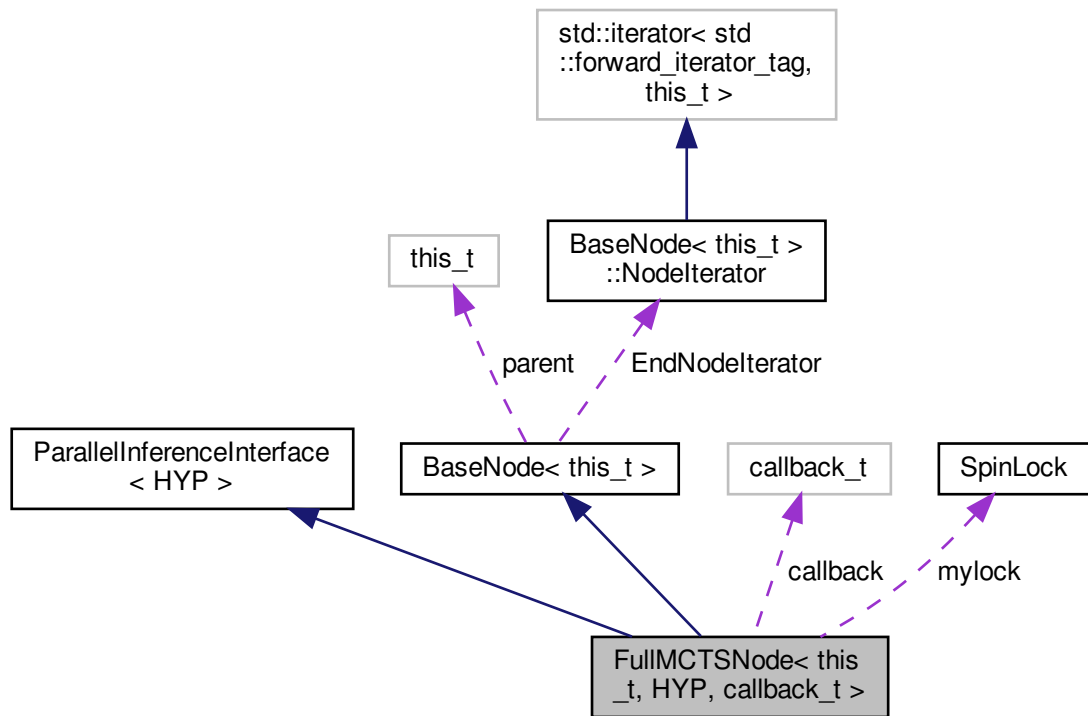 std::iterator< std
::forward_iterator_tag,
this_t >
BaseNode< this_t >
::NodeIterator
this_t
parent
EndNodeIterator
ParallelInferenceInterface
< HYP >
BaseNode< this_t >
callback_t
SpinLock
callback
mylock
FullMCTSNode< this
_t, HYP, callback_t >